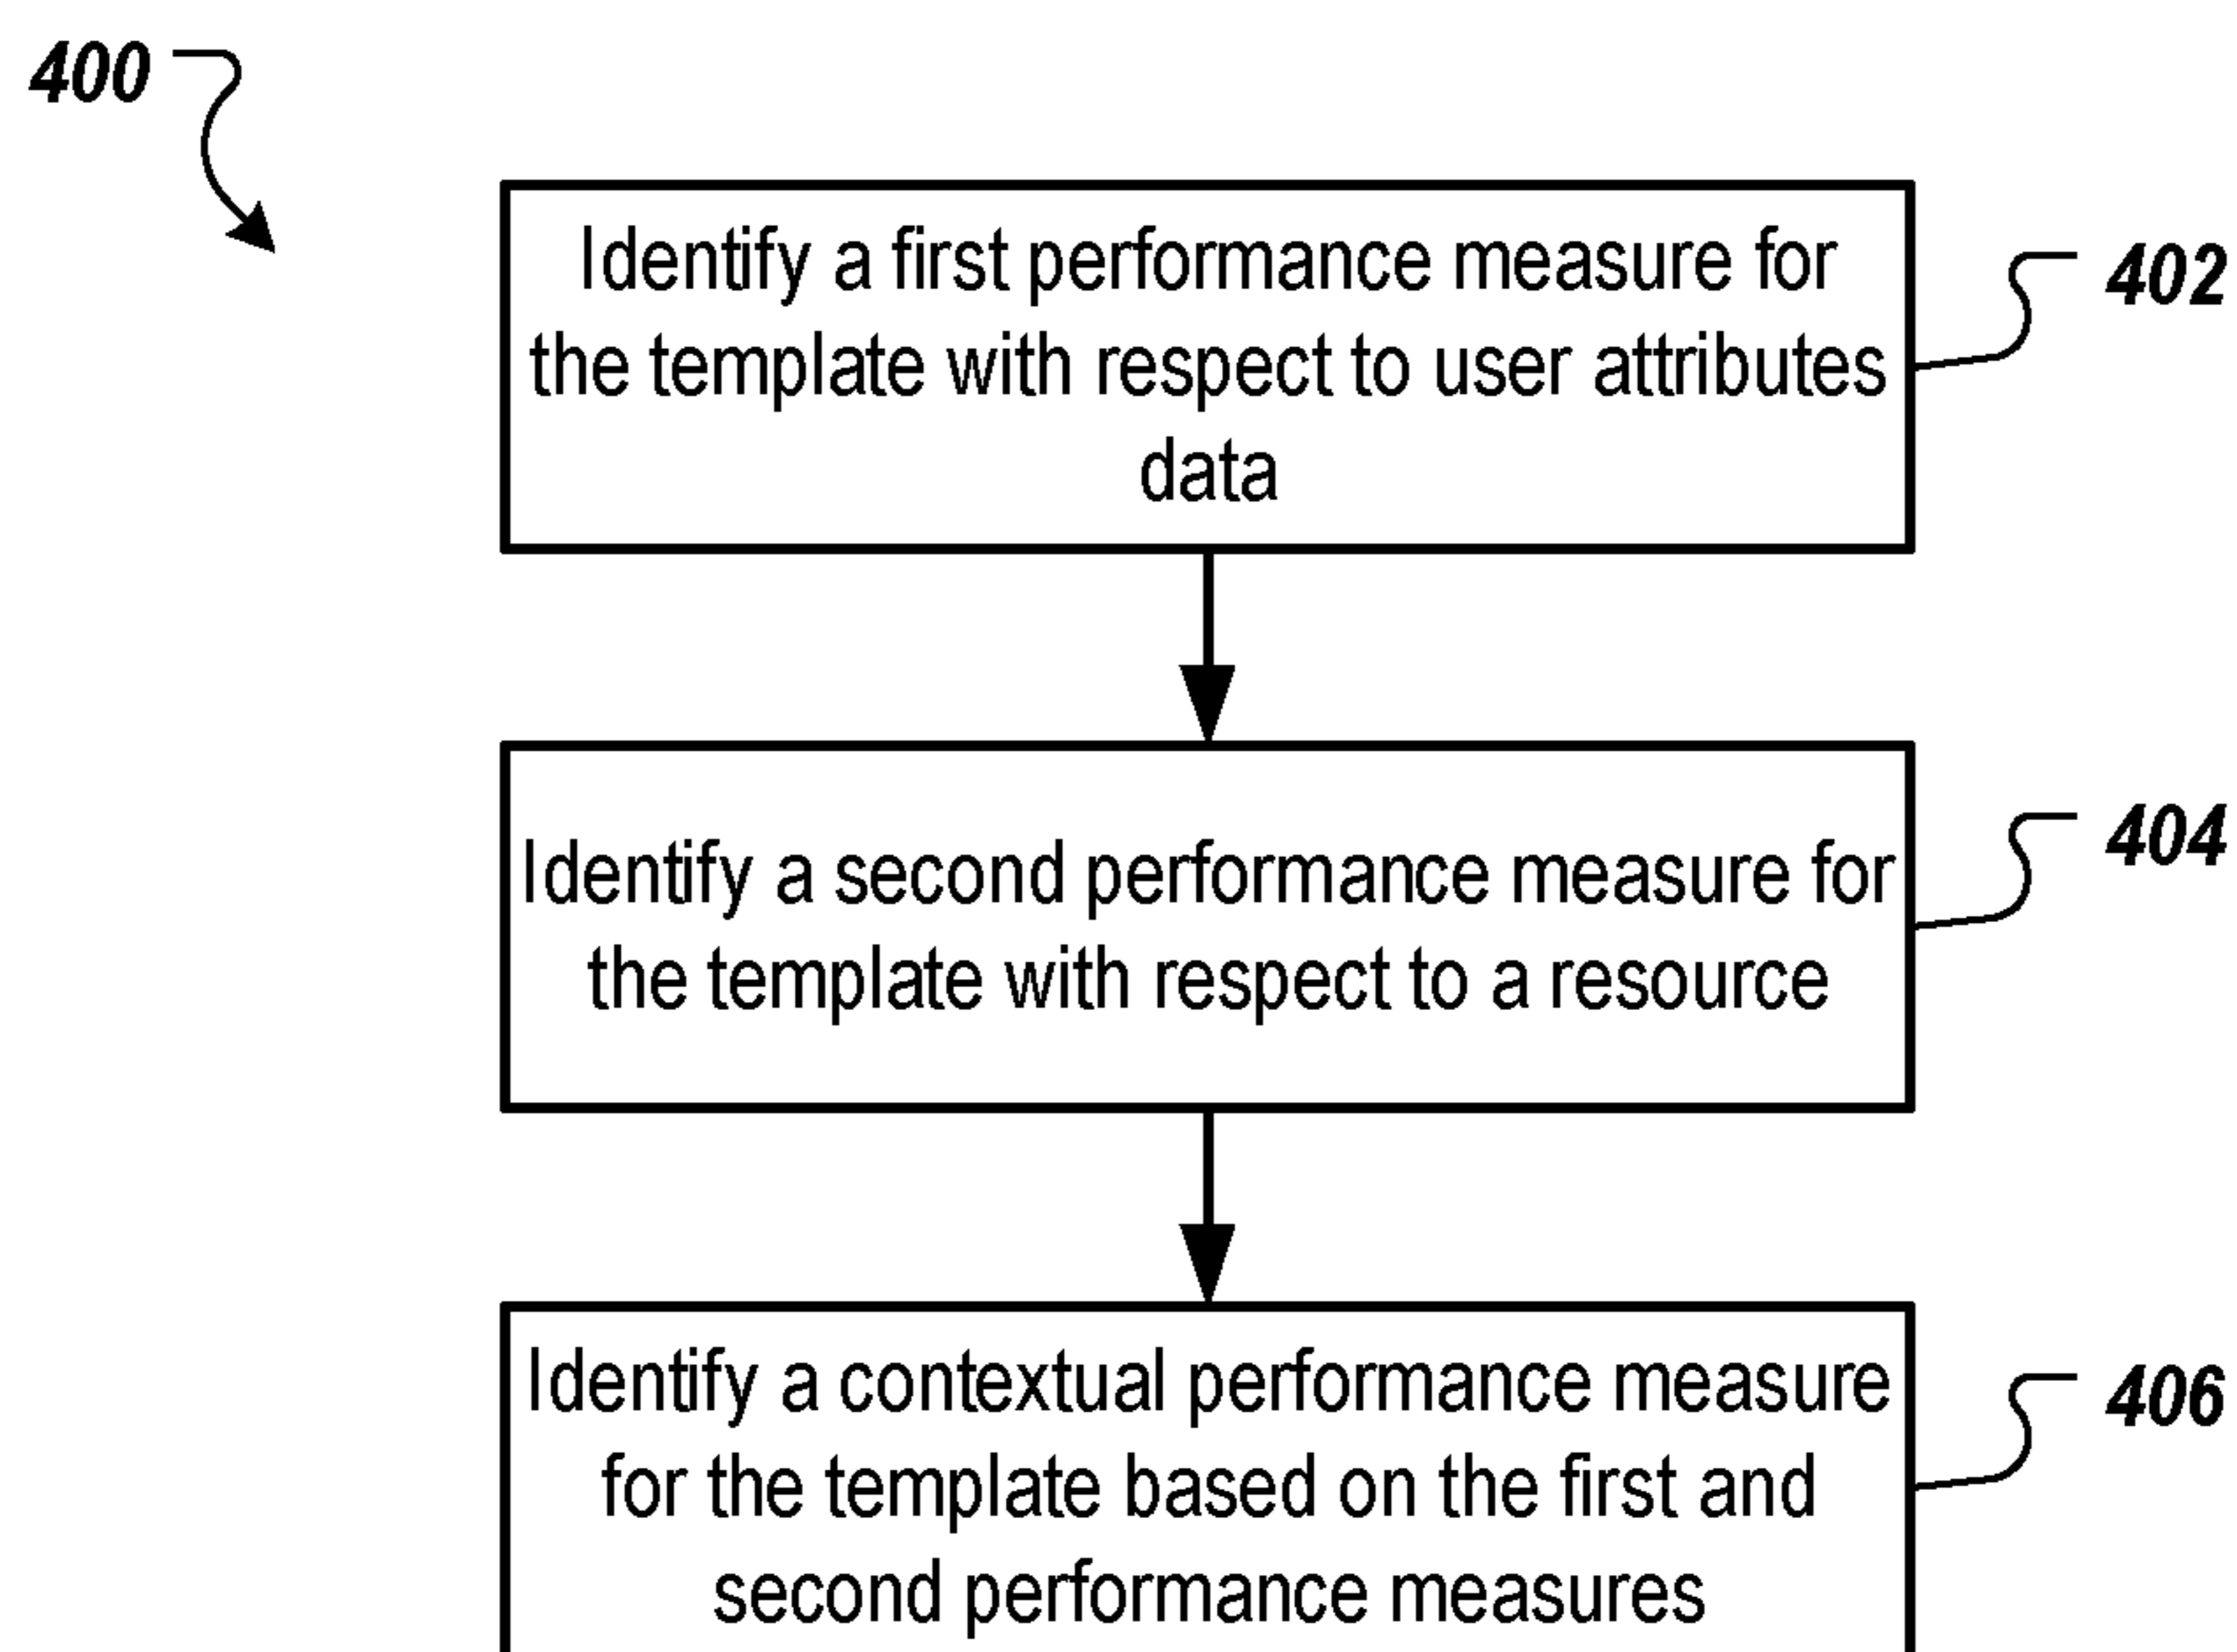 400
Identify a first performance measure for
the template with respect to user attributes
data
402
Identify a second performance measure for
the template with respect to a resource
404
Identify a contextual performance measure
for the template based on the first and
second performance measures
406